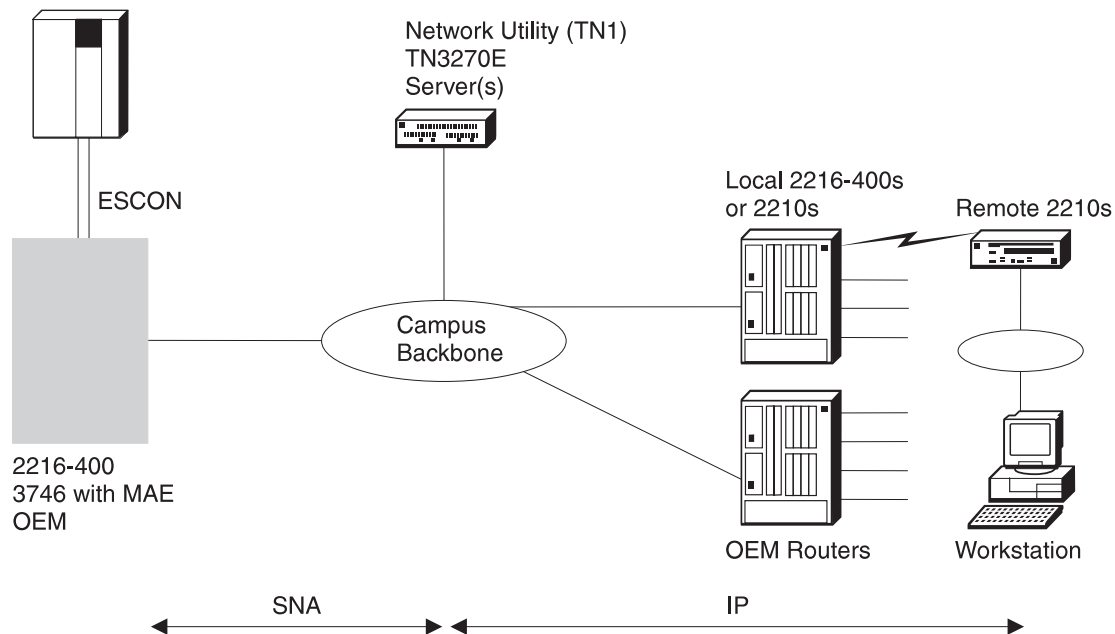 Network Utility (TN1)
TN3270E
Server(s)
ESCON
Local 2216-400s
or 2210s
Remote 2210s
Campus
Backbone
2216-400
3746 with MAE
OEM
OEM Routers
Workstation
SNA
IP